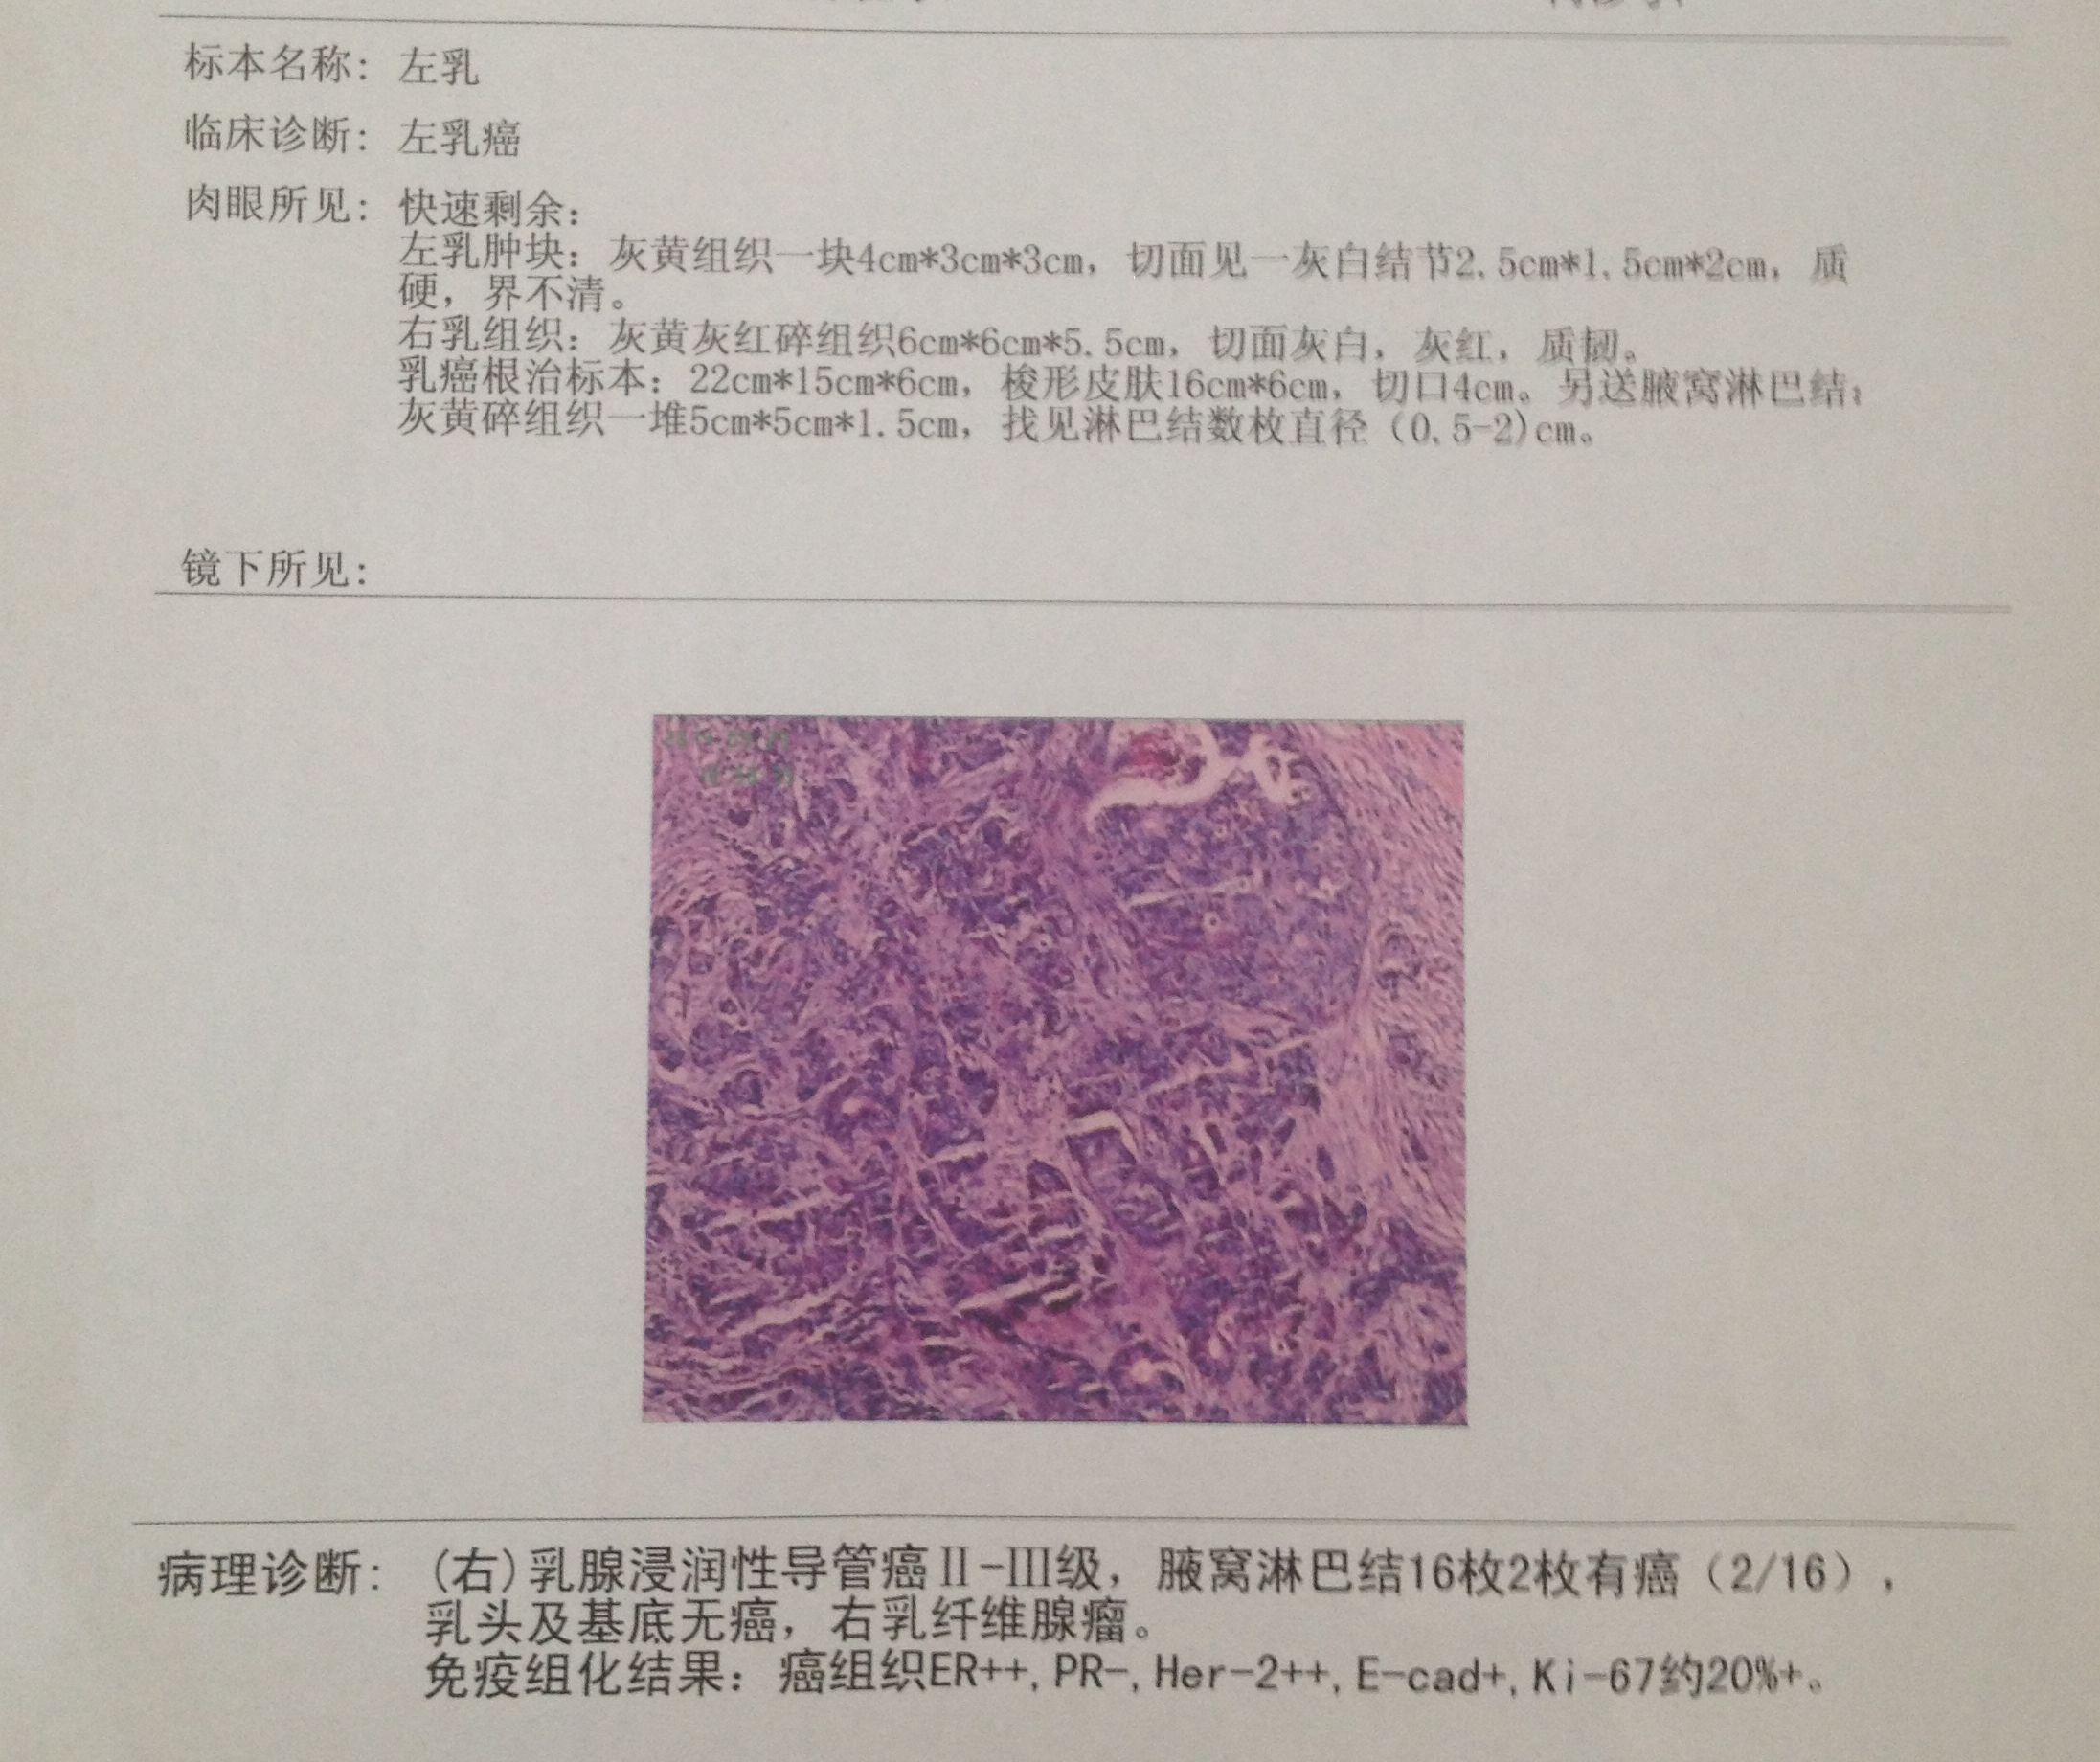 标本名称: 左乳
临床诊断: 左乳癌
肉眼所见: 快速剩余:
左乳肿块: 灰黄组织一块4cm*3cm*3cm, 切面见一灰白结节2.5cm*1.5cm*2cm, 质
硬, 界不清。
右乳组织: 灰黄灰红碎组织6cm*6cm*5.5cm, 切面灰白, 灰红, 质韧。
乳癌根治标本: 22cm*15cm*6cm, 梭形皮肤16cm*6cm, 切口4cm。另送腋窝淋巴结:
灰黄碎组织一堆5cm*5cm*1.5cm, 找见淋巴结数枚直径 (0.5-2)cm。
镜下所见:
病理诊断: (右)乳腺浸润性导管癌Ⅱ-Ⅲ级, 腋窝淋巴结16枚2枚有癌 (2/16) ,
乳头及基底无癌, 右乳纤维腺瘤。
免疫组化结果: 癌组织ER++, PR-, Her-2++, E-cad+, Ki-67约20%+。